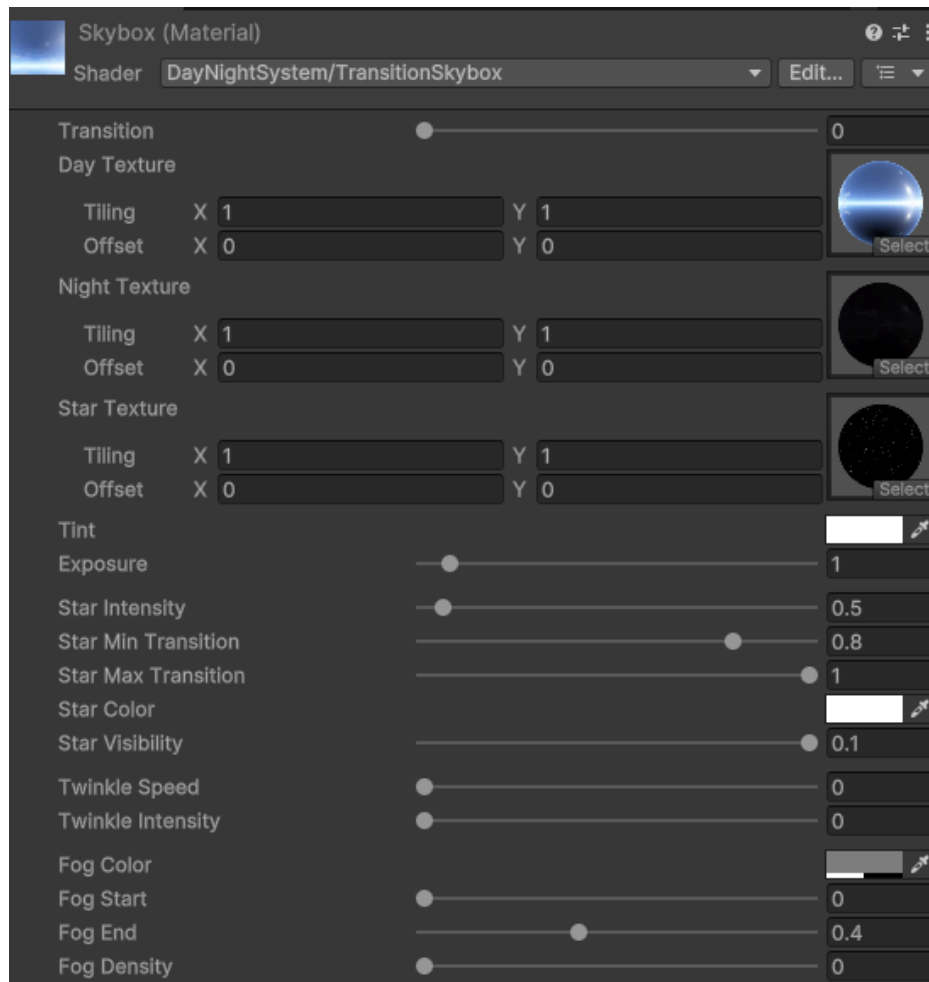 Skybox (Material)
Shader DayNightSystem/TransitionSkybox Edit...
Transition 0
Day Texture
Tiling X 1 Y 1
Offset X 0 Y 0
Select
Night Texture
Tiling X 1 Y 1
Offset X 0 Y 0
Select
Star Texture
Tiling X 1 Y 1
Offset X 0 Y 0
Select
Tint
Exposure 1
Star Intensity 0.5
Star Min Transition 0.8
Star Max Transition 1
Star Color
Star Visibility 0.1
Twinkle Speed 0
Twinkle Intensity 0
Fog Color
Fog Start 0
Fog End 0.4
Fog Density 0